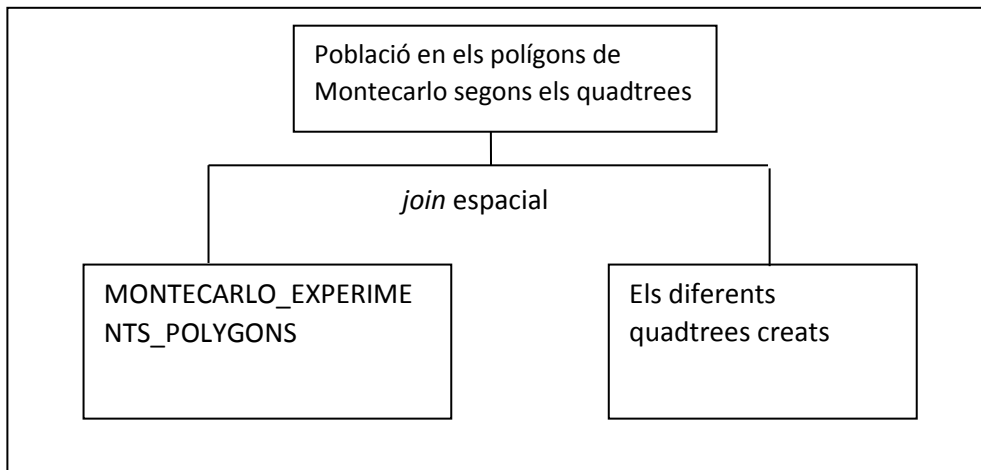 Població en els polígons de
Montecarlo segons els quadtrees
join espacial
MONTECARLO_EXPERIME
NTS_POLYGONS
Els diferents
quadtrees creats